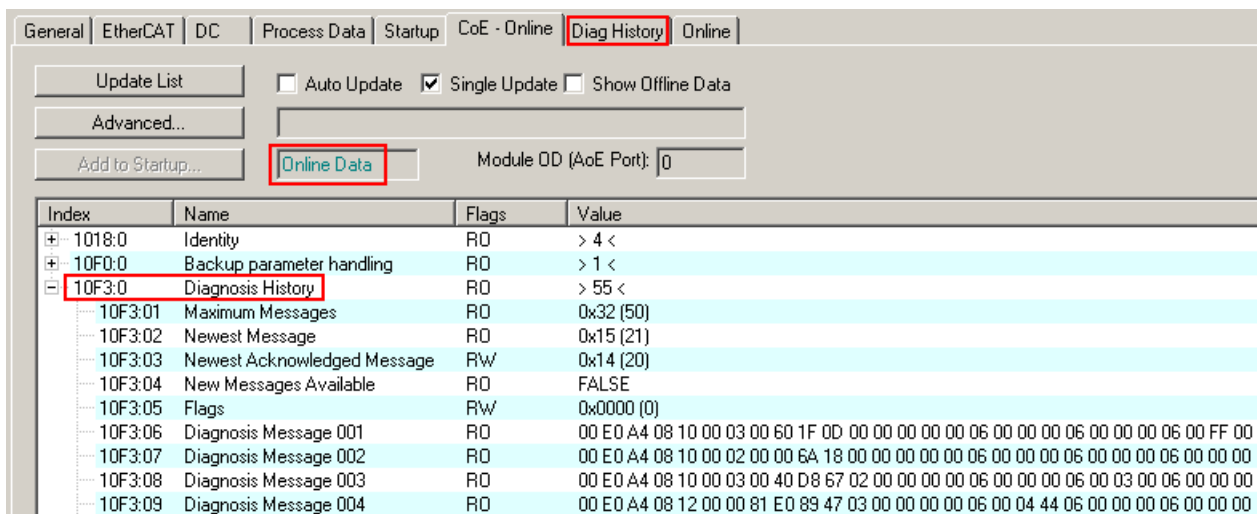 General EtherCAT DC Process Data Startup CoE - Online Diag History Online
Update List Auto Update Single Update Show Offline Data
Advanced...
Add to Startup... Online Data Module OD (AoE Port): 0
Index Name Flags Value
1018:0 Identity RO > 4 <
10F0:0 Backup parameter handling RO > 1 <
10F3:0 Diagnosis History RO > 55 <
10F3:01 Maximum Messages RO 0x32 (50)
10F3:02 Newest Message RO 0x15 (21)
10F3:03 Newest Acknowledged Message RW 0x14 (20)
10F3:04 New Messages Available RO FALSE
10F3:05 Flags RW 0x0000 (0)
10F3:06 Diagnosis Message 001 RO 00 E0 A4 08 10 00 03 00 60 1F 0D 00 00 00 00 00 06 00 00 00 06 00 00 00 06 00 FF 00
10F3:07 Diagnosis Message 002 RO 00 E0 A4 08 10 00 02 00 00 6A 18 00 00 00 00 00 06 00 00 00 06 00 00 00 06 00 00 00
10F3:08 Diagnosis Message 003 RO 00 E0 A4 08 10 00 03 00 40 D8 67 02 00 00 00 00 06 00 00 00 06 00 03 00 06 00 00 00
10F3:09 Diagnosis Message 004 RO 00 E0 A4 08 12 00 00 81 E0 89 47 03 00 00 00 00 06 00 04 44 06 00 00 00 06 00 00 00